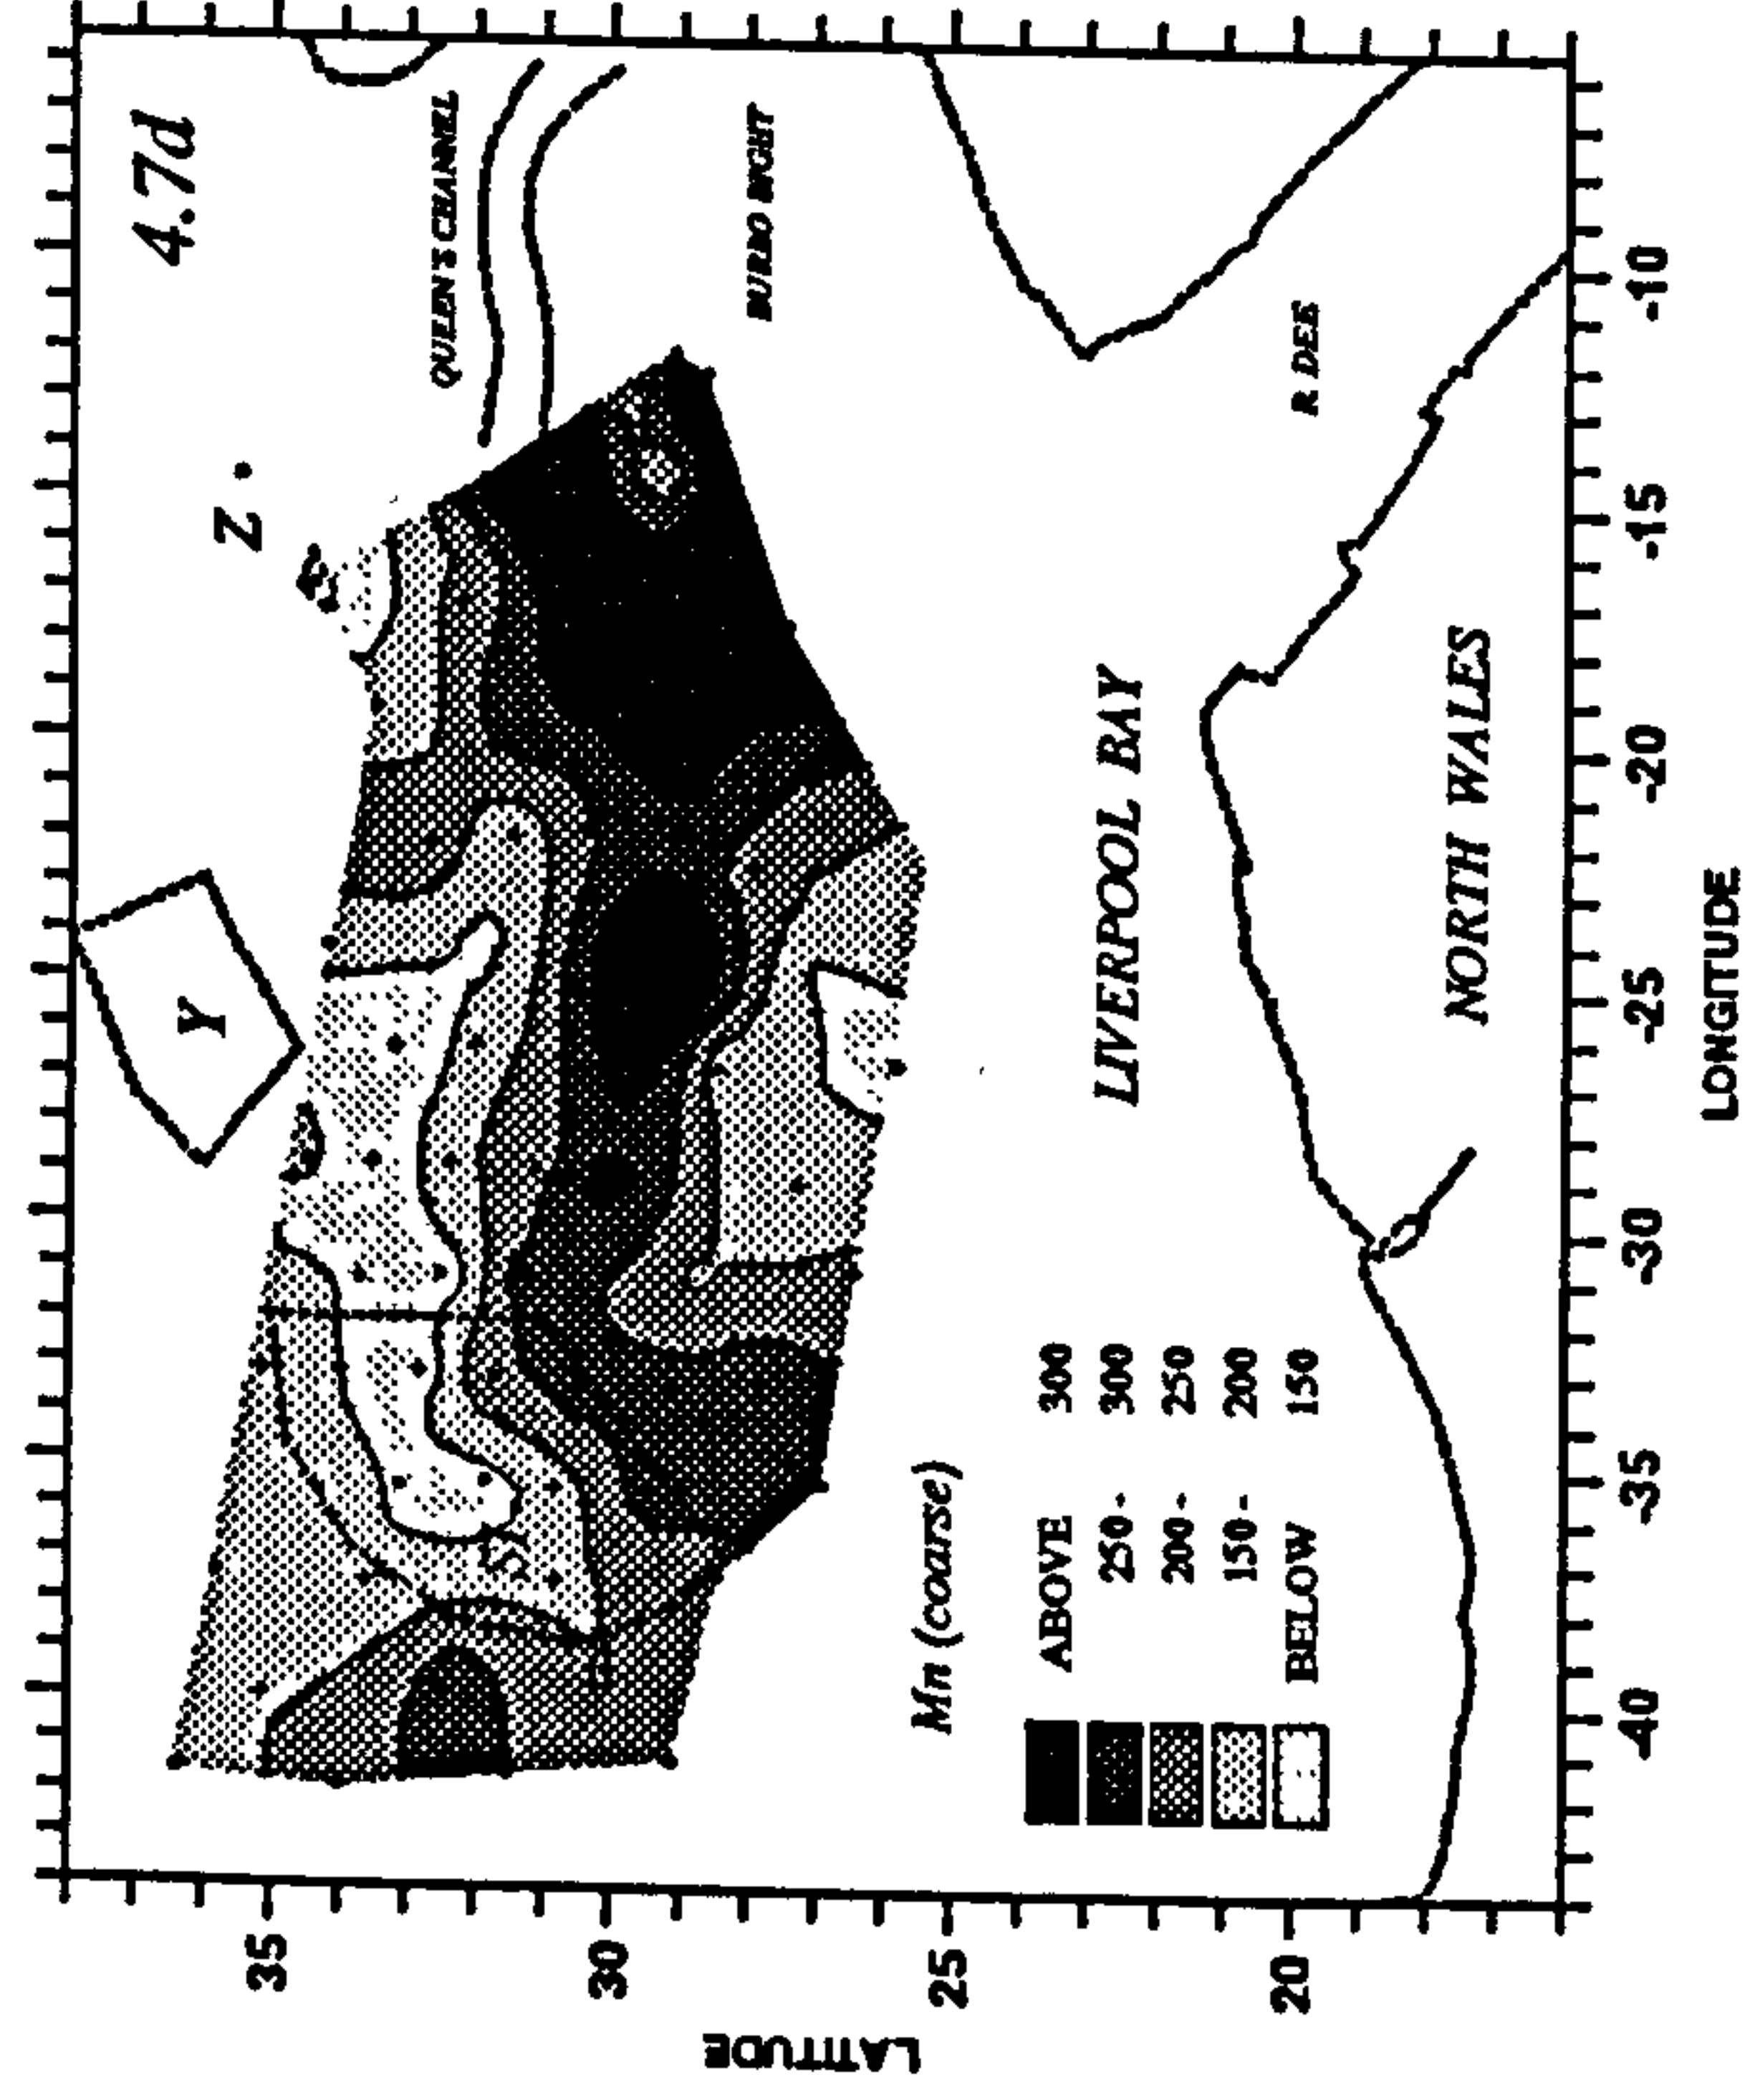 4.7d
Z
Y
QUEEN'S CHANNEL
BURBO BIGHT
R DEE
LIVERPOOL BAY
NORTH WALES
Mn (coarse)
ABOVE 300
250 - 300
200 - 250
150 - 200
BELOW 150
LATITUDE
35
30
25
20
-40
-35
-30
-25
-20
-15
-10
LONGITUDE